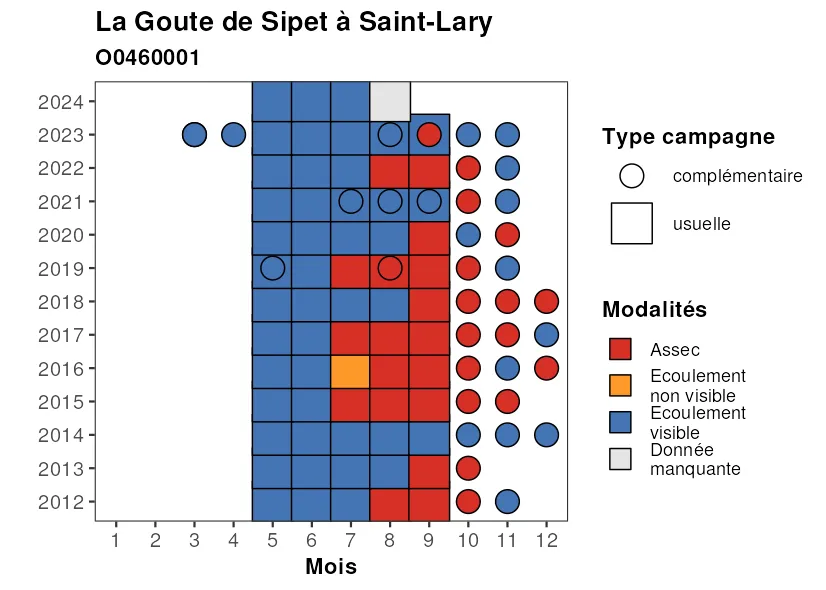 La Goute de Sipet à Saint-Lary
O0460001
2024
2023
2022
2021
2020
2019
2018
2017
2016
2015
2014
2013
2012
1 2 3 4 5 6 7 8 9 10 11 12
Mois
Type campagne
complémentaire
usuelle
Modalités
Assec
Ecoulement
non visible
Ecoulement
visible
Donnée
manquante